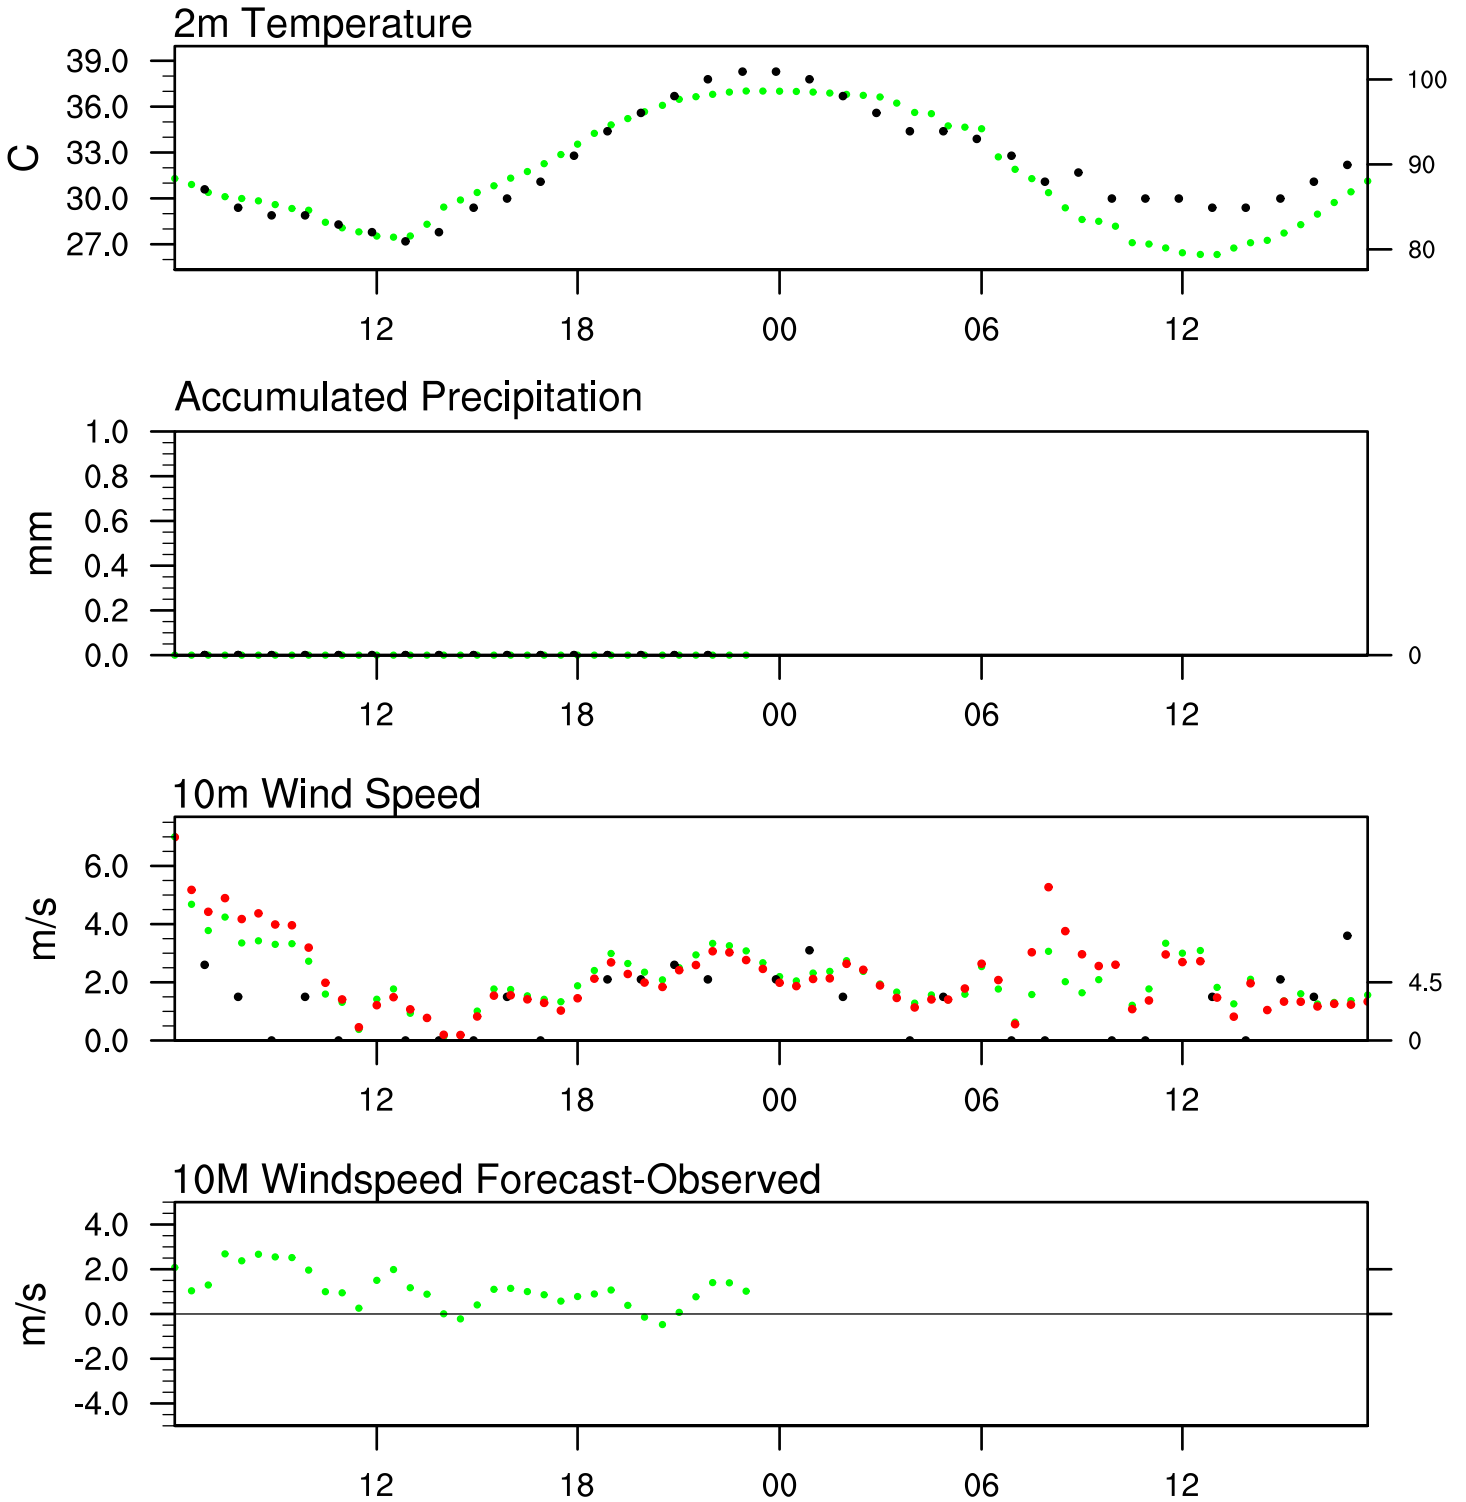 2m Temperature
39.0
36.0
33.0
30.0
27.0
C
100
90
80
12 18 00 06 12
Accumulated Precipitation
1.0
0.8
0.6
0.4
0.2
0.0
mm
0
12 18 00 06 12
10m Wind Speed
6.0
4.0
2.0
0.0
m/s
4.5
0
12 18 00 06 12
10M Windspeed Forecast-Observed
4.0
2.0
0.0
-2.0
-4.0
m/s
12 18 00 06 12